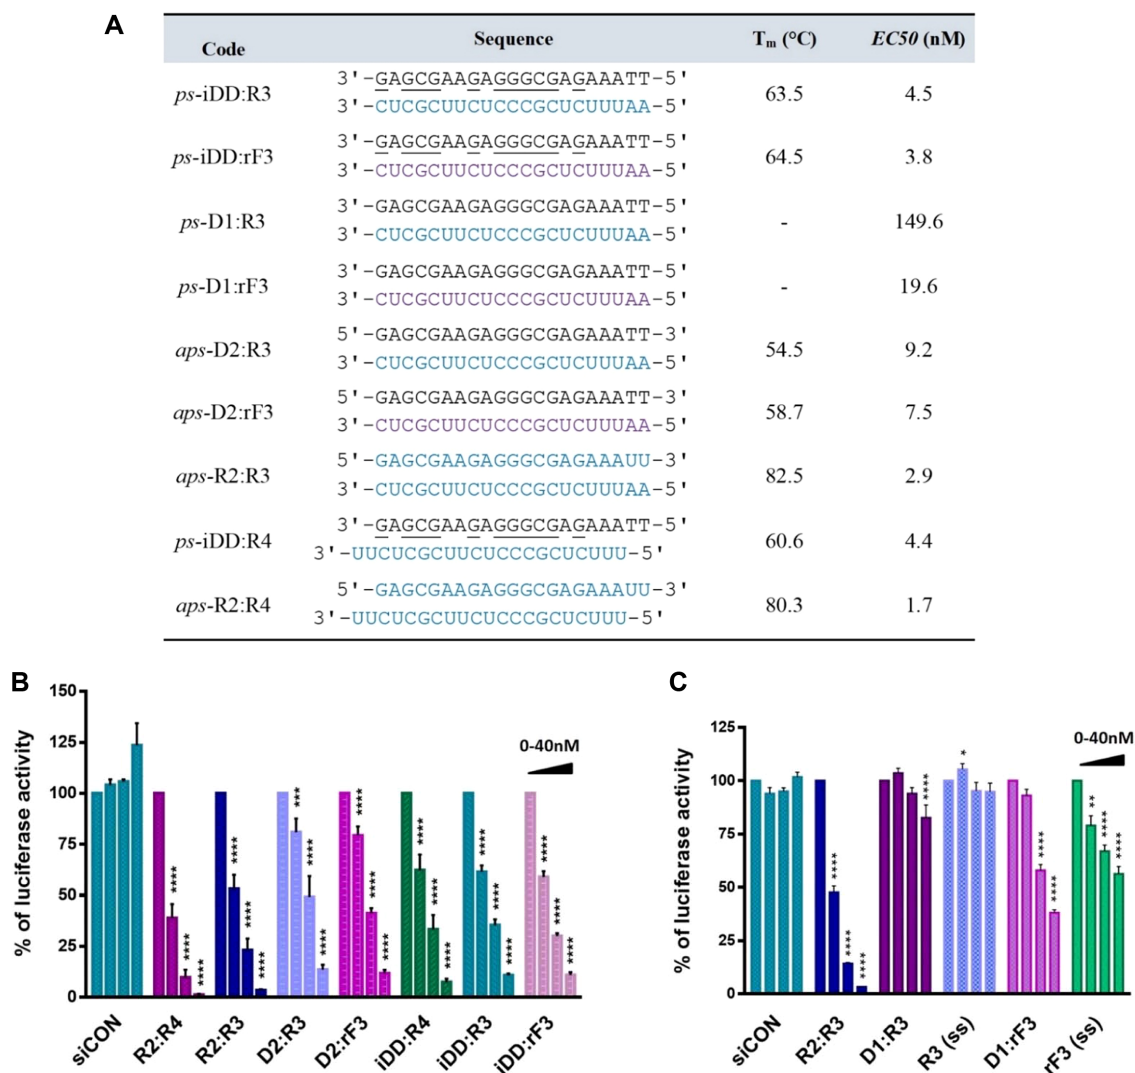 A
Code Sequence Tm (°C) EC50 (nM)
ps-iDD:R3 3'-GAGCGAAGAGGGCGAGAAATT-5' 63.5 4.5
3'-CUCGCUUCUCCCGCUCUUUAA-5'
ps-iDD:rF3 3'-GAGCGAAGAGGGCGAGAAATT-5' 64.5 3.8
3'-CUCGCUUCUCCCGCUCUUUAA-5'
ps-D1:R3 3'-GAGCGAAGAGGGCGAGAAATT-5' - 149.6
3'-CUCGCUUCUCCCGCUCUUUAA-5'
ps-D1:rF3 3'-GAGCGAAGAGGGCGAGAAATT-5' - 19.6
3'-CUCGCUUCUCCCGCUCUUUAA-5'
aps-D2:R3 5'-GAGCGAAGAGGGCGAGAAATT-3' 54.5 9.2
3'-CUCGCUUCUCCCGCUCUUUAA-5'
aps-D2:rF3 5'-GAGCGAAGAGGGCGAGAAATT-3' 58.7 7.5
3'-CUCGCUUCUCCCGCUCUUUAA-5'
aps-R2:R3 5'-GAGCGAAGAGGGCGAGAAAUU-3' 82.5 2.9
3'-CUCGCUUCUCCCGCUCUUUAA-5'
ps-iDD:R4 3'-GAGCGAAGAGGGCGAGAAATT-5' 60.6 4.4
3'-UUCUCGCUUCUCCCGCUCUUU-5'
aps-R2:R4 5'-GAGCGAAGAGGGCGAGAAAUU-3' 80.3 1.7
3'-UUCUCGCUUCUCCCGCUCUUU-5'
B
% of luciferase activity
150
125
100
75
50
25
0
0-40nM
**** **** ****
**** **** ****
*** **** ****
**** **** ****
**** **** ****
**** **** ****
**** **** ****
siCON R2:R4 R2:R3 D2:R3 D2:rF3 iDD:R4 iDD:R3 iDD:rF3
C
% of luciferase activity
125
100
75
50
25
0
0-40nM
**** **** ****
****
*
**** ****
** **** ****
siCON R2:R3 D1:R3 R3 (ss) D1:rF3 rF3 (ss)